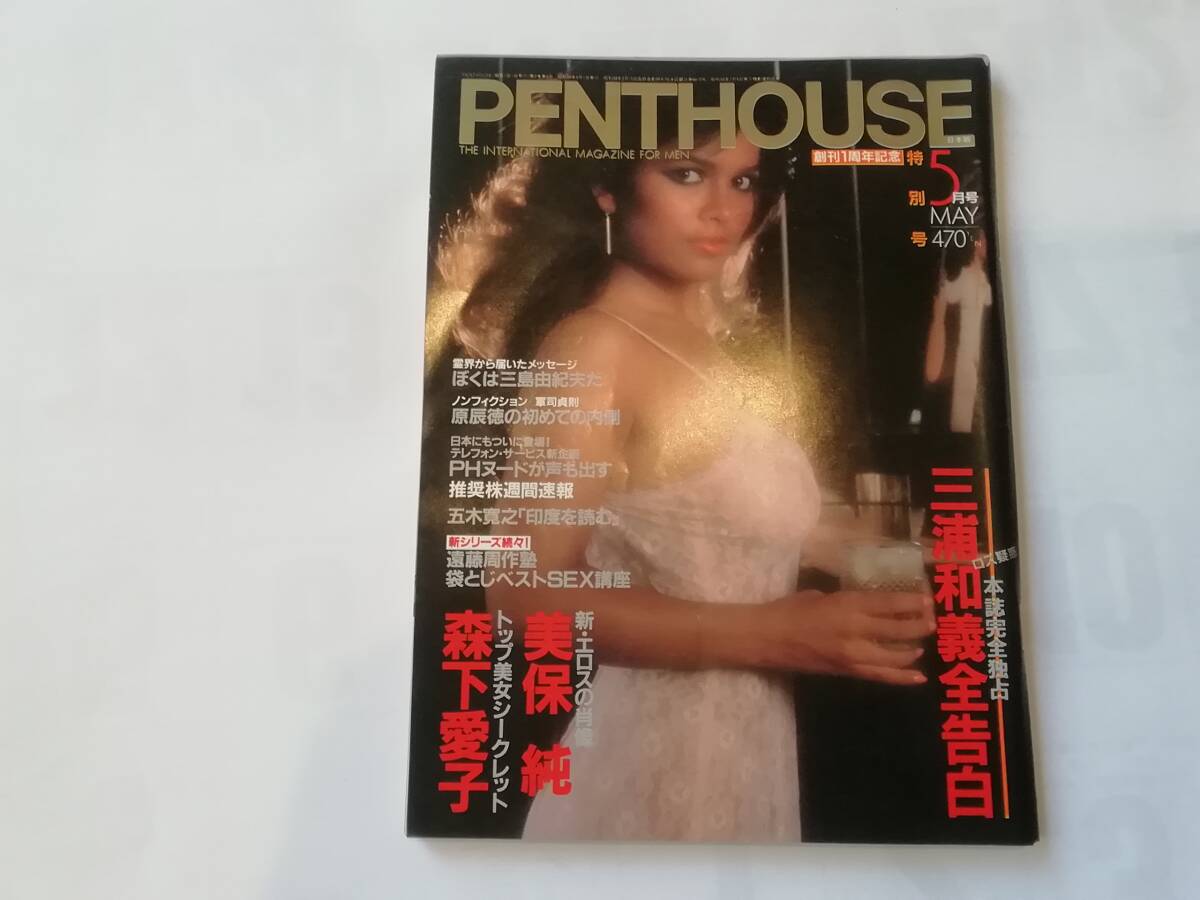 PENTHOUSE
日本版
THE INTERNATIONAL MAGAZINE FOR MEN
創刊1周年記念
特別号
5月号
MAY
470
霊界から届いたメッセージ
ぼくは三島由紀夫だ
ノンフィクション 軍司貞則
原辰徳の初めての内側
日本にもついに登場!
テレフォン・サービス新企画
PHヌードが声も出す
推奨株週間速報
五木寛之「印度を読む」
新シリーズ続々!
遠藤周作塾
袋とじベストSEX講座
ロス疑惑
本誌完全独占
三浦和義全告白
新・エロスの肖像
美保 純
トップ美女シークレット
森下愛子